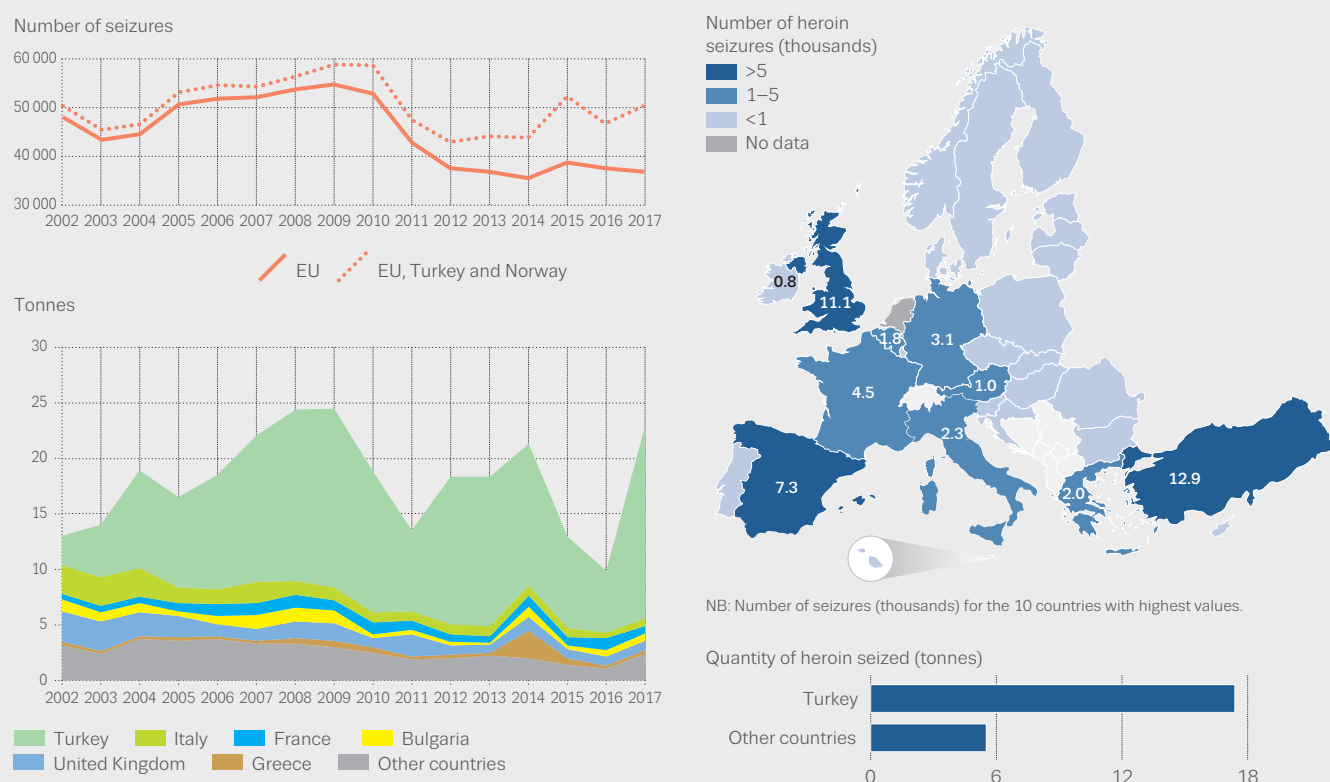 Number of seizures
60 000
50 000
40 000
30 000
2002 2003 2004 2005 2006 2007 2008 2009 2010 2011 2012 2013 2014 2015 2016 2017
EU
EU, Turkey and Norway
Tonnes
30
25
20
15
10
5
0
2002 2003 2004 2005 2006 2007 2008 2009 2010 2011 2012 2013 2014 2015 2016 2017
Turkey Italy France Bulgaria
United Kingdom Greece Other countries
Number of heroin
seizures (thousands)
>5
1–5
<1
No data
0.8
11.1
1.8
3.1
4.5
1.0
2.3
7.3
2.0
12.9
NB: Number of seizures (thousands) for the 10 countries with highest values.
Quantity of heroin seized (tonnes)
Turkey
Other countries
0 6 12 18